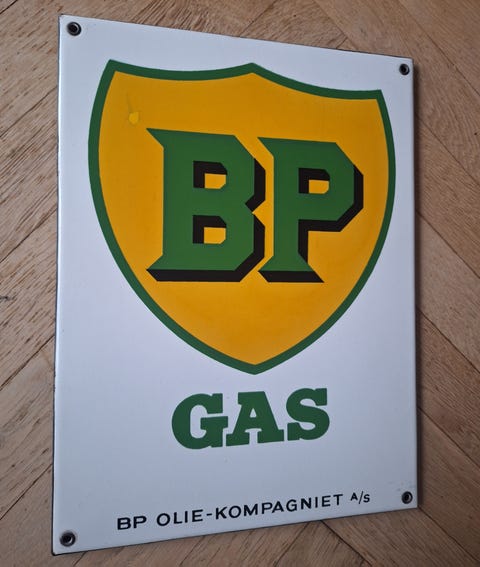 BP
GAS
BP OLIE-KOMPAGNIET A/S